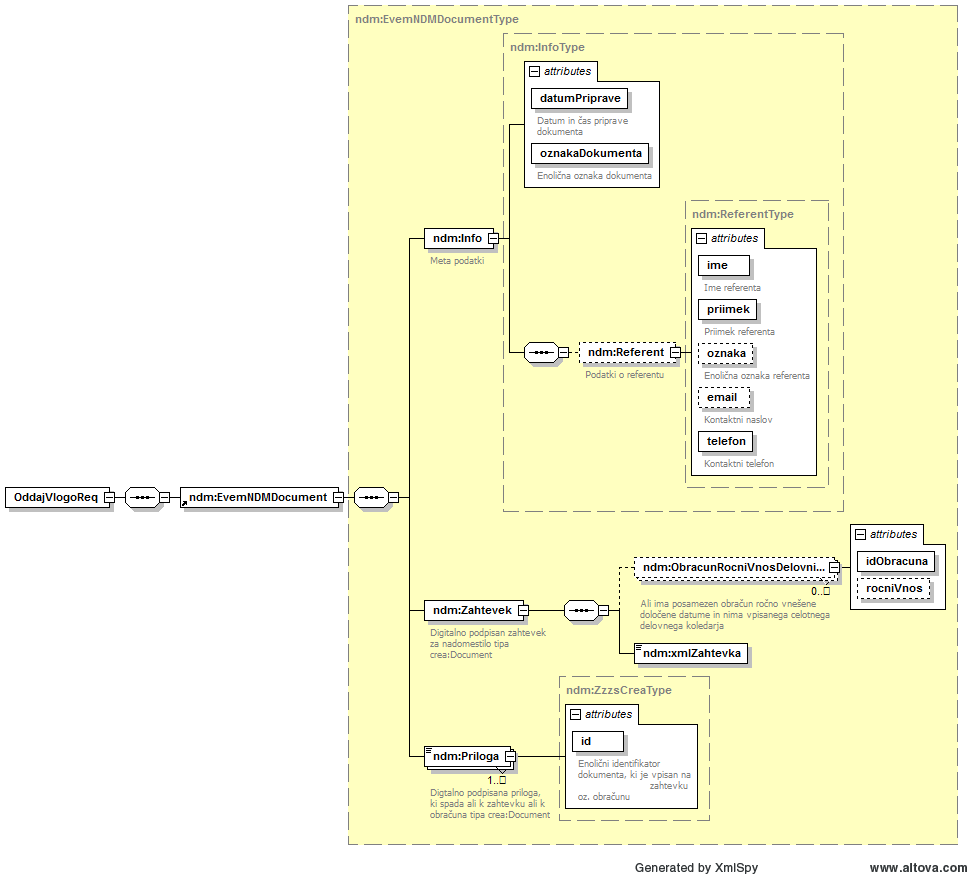 ndm:EvemNDMDocumentType
ndm:InfoType
attributes
datumPriprave
Datum in čas priprave
dokumenta
oznakaDokumenta
Enolična oznaka dokumenta
ndm:Info
Meta podatki
ndm:ReferentType
attributes
ime
Ime referenta
priimek
Priimek referenta
oznaka
Enolična oznaka referenta
email
Kontaktni naslov
telefon
Kontaktni telefon
ndm:Referent
Podatki o referentu
OddajVlogoReq
ndm:EvemNDMDocument
ndm:Zahtevek
Digitalno podpisan zahtevek
za nadomestilo tipa
crea:Document
ndm:ObracunRocniVnosDelovni...
0..
Ali ima posamezen obračun ročno vnešene
določene datume in nima vpisanega celotnega
delovnega koledarja
attributes
idObracuna
rocniVnos
ndm:xmlZahtevka
ndm:Priloga
1..
Digtalno podpisana priloga,
ki spada ali k zahtevku ali k
obračuna tipa crea:Document
ndm:ZzzsCreaType
attributes
id
Enolični identifikator
dokumenta, ki je vpisan na
zahtevku
oz. obračunu
Generated by XmlSpy
www.altova.com